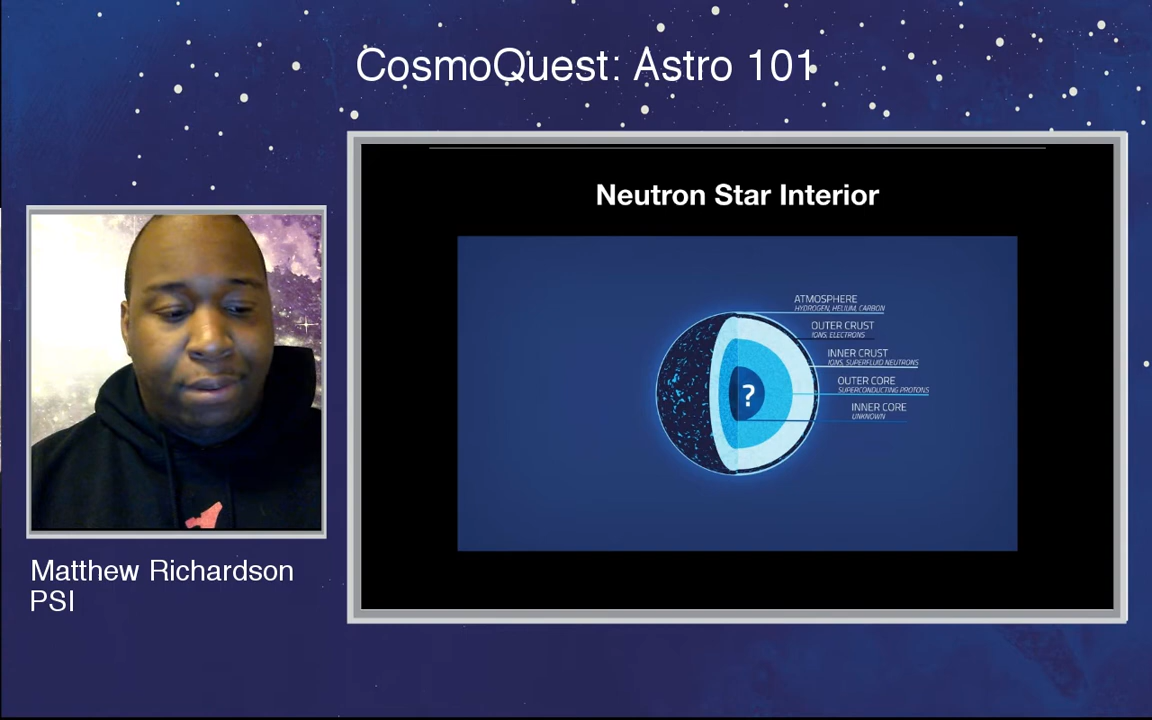 CosmoQuest: Astro 101
Neutron Star Interior
ATMOSPHERE
HYDROGEN, HELIUM, CARBON
OUTER CRUST
IONS, ELECTRONS
INNER CRUST
IONS, SUPERFLUID NEUTRONS
OUTER CORE
SUPERCONDUCTING PROTONS
INNER CORE
UNKNOWN
?
Matthew Richardson
PSI